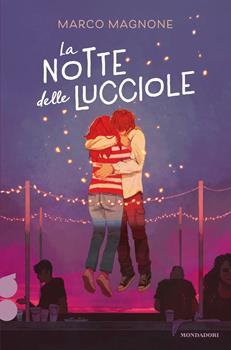 MARCO MAGNONE
La
NOTTE
delle LUCCIOLE
MONDADORI